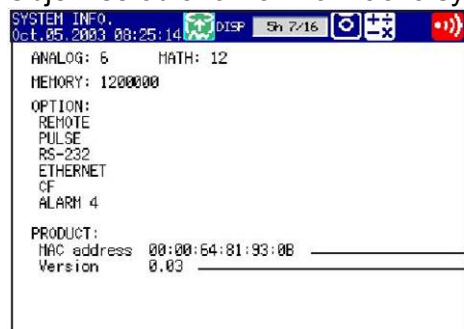 SYSTEM INFO.
Oct.05.2003 08:25:14 DISP 5h 7/16
ANALOG: 6 MATH: 12
MEMORY: 1200000
OPTION:
REMOTE
PULSE
RS-232
ETHERNET
CF
ALARM 4
PRODUCT:
MAC address 00:00:64:81:93:0B
Version 0.03